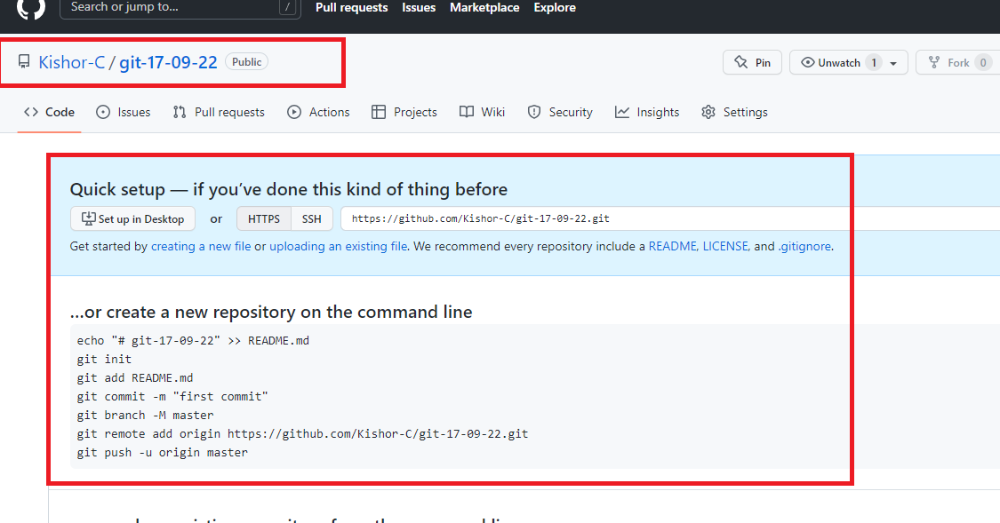 Search or jump to... / Pull requests Issues Marketplace Explore
Kishor-C / git-17-09-22 Public Pin Unwatch 1 Fork 0
Code Issues Pull requests Actions Projects Wiki Security Insights Settings
Quick setup — if you’ve done this kind of thing before
Set up in Desktop or HTTPS SSH https://github.com/Kishor-C/git-17-09-22.git
Get started by creating a new file or uploading an existing file. We recommend every repository include a README, LICENSE, and .gitignore.
…or create a new repository on the command line
echo "# git-17-09-22" >> README.md
git init
git add README.md
git commit -m "first commit"
git branch -M master
git remote add origin https://github.com/Kishor-C/git-17-09-22.git
git push -u origin master